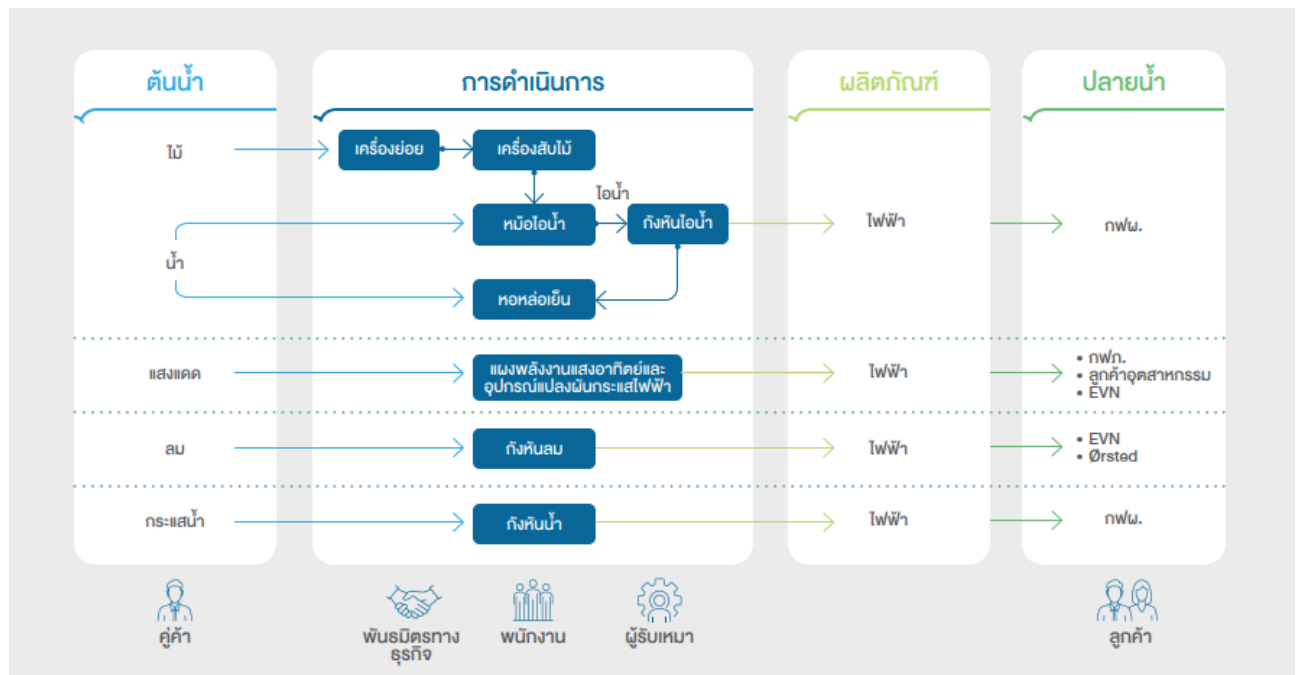 ต้นน้ำ
การดำเนินการ
ผลิตภัณฑ์
ปลายน้ำ
ไม้
เครื่องย่อย
เครื่องสับไม้
ไอน้ำ
หม้อไอน้ำ
กังหันไอน้ำ
ไฟฟ้า
กฟผ.
น้ำ
หอหล่อเย็น
แสงแดด
แผงพลังงานแสงอาทิตย์และ
อุปกรณ์แปลงผันกระแสไฟฟ้า
ไฟฟ้า
• กฟภ.
• ลูกค้าอุตสาหกรรม
• EVN
ลม
กังหันลม
ไฟฟ้า
• EVN
• Ørsted
กระแสน้ำ
กังหันน้ำ
ไฟฟ้า
กฟผ.
คู่ค้า
พันธมิตรทาง
ธุรกิจ
พนักงาน
ผู้รับเหมา
ลูกค้า